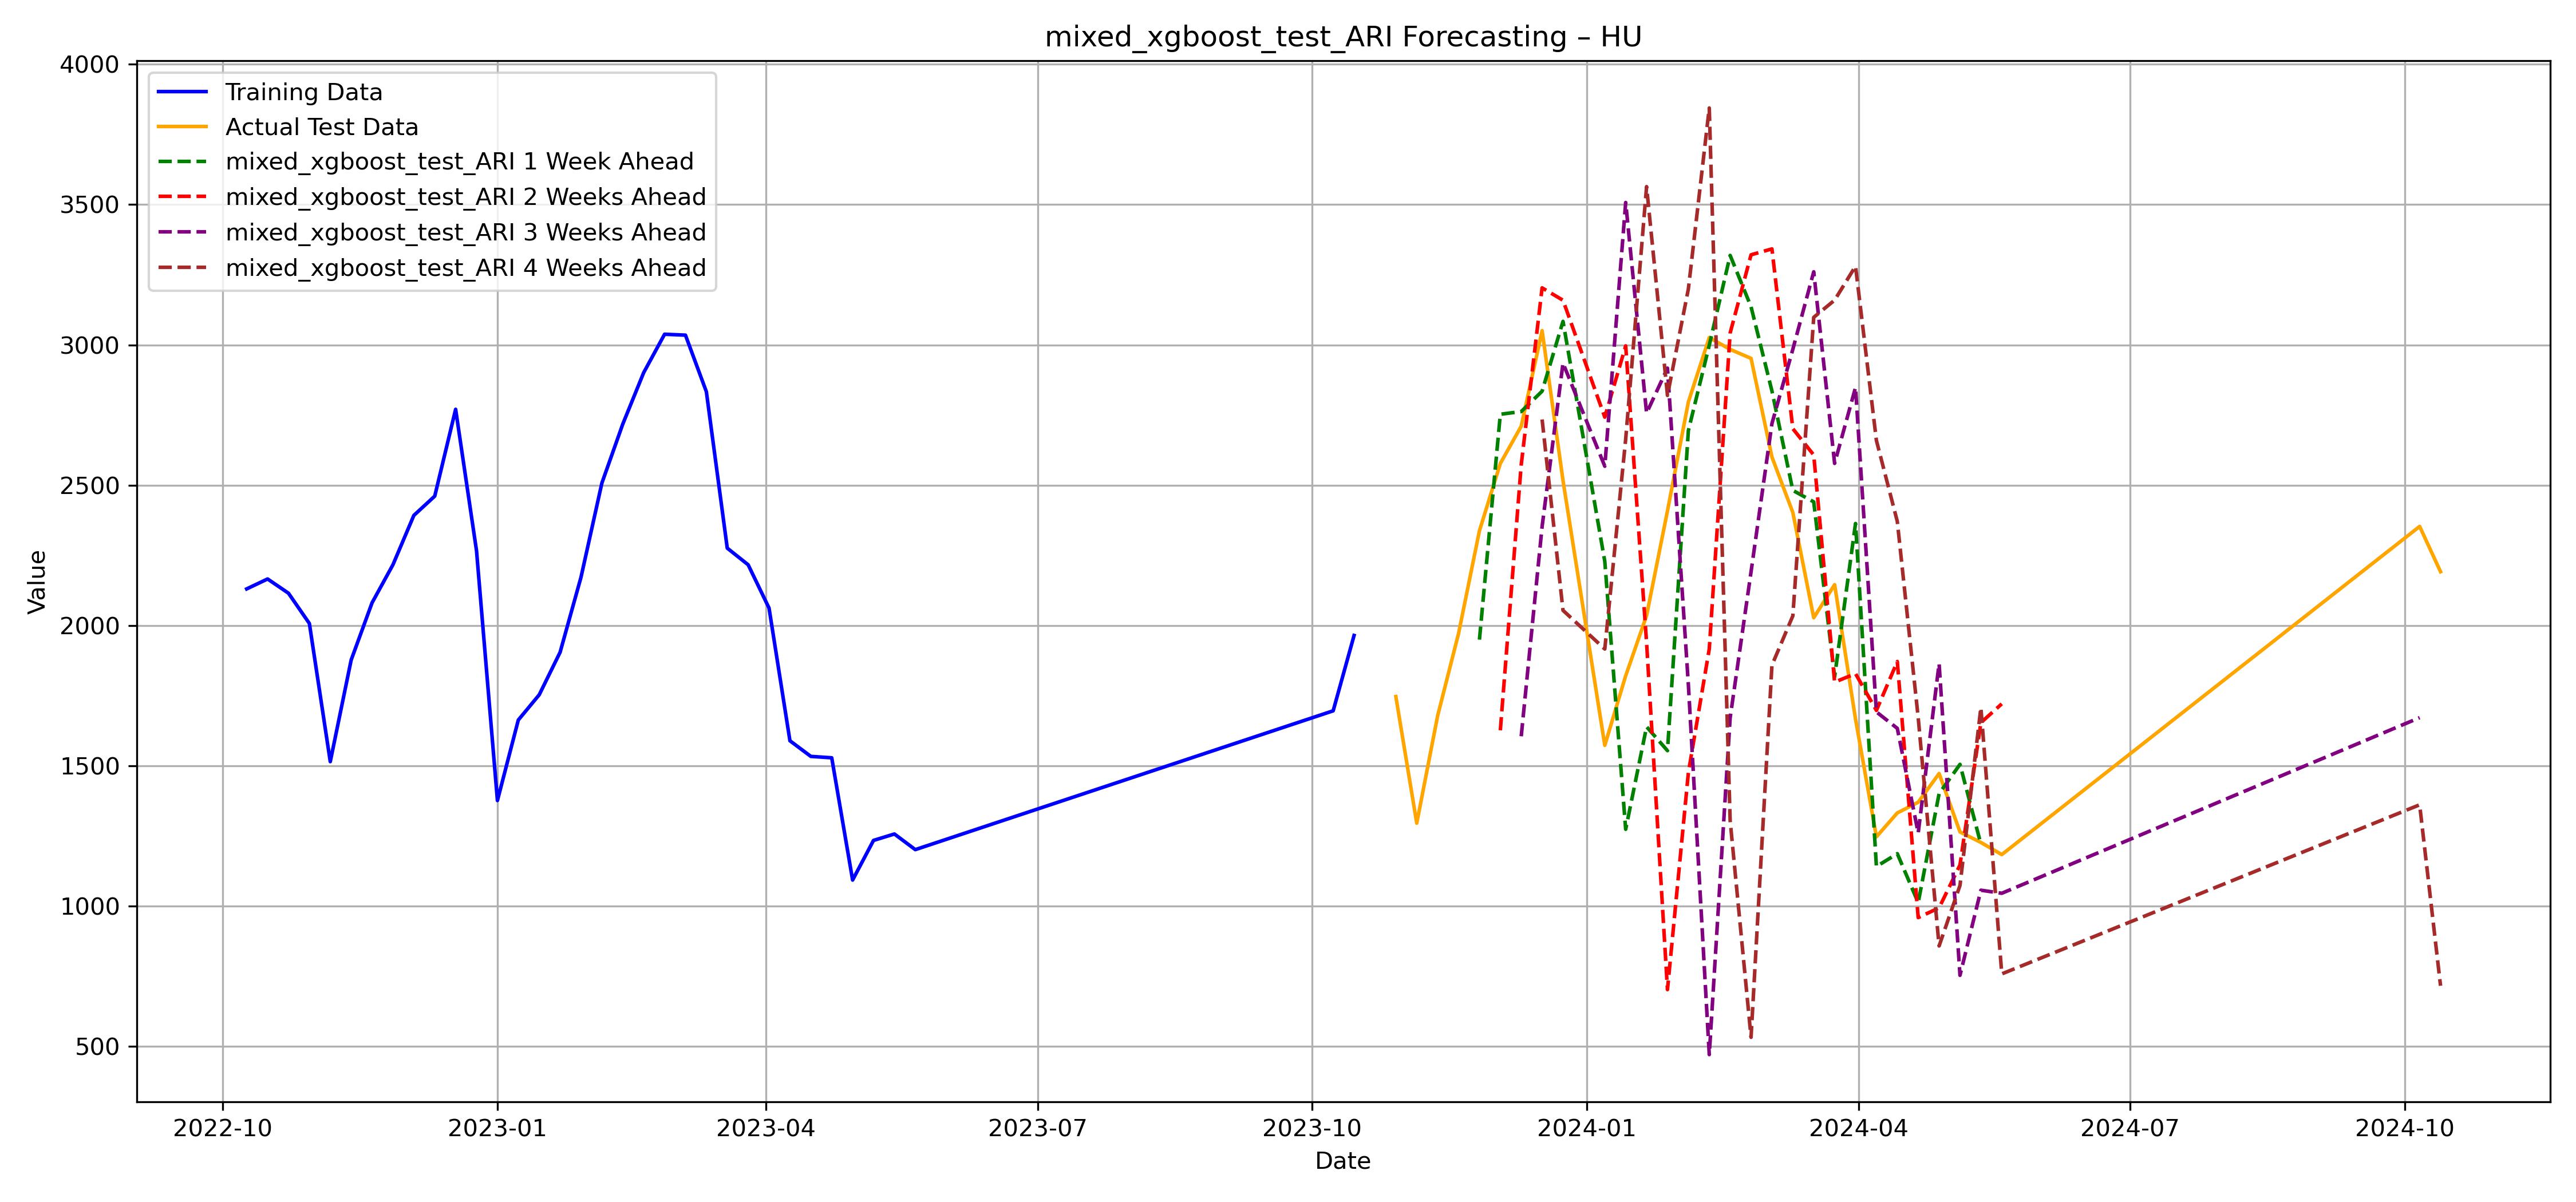 mixed_xgboost_test_ARI Forecasting – HU
4000
3500
3000
2500
2000
1500
1000
500
Value
Training Data
Actual Test Data
mixed_xgboost_test_ARI 1 Week Ahead
mixed_xgboost_test_ARI 2 Weeks Ahead
mixed_xgboost_test_ARI 3 Weeks Ahead
mixed_xgboost_test_ARI 4 Weeks Ahead
2022-10
2023-01
2023-04
2023-07
2023-10
2024-01
2024-04
2024-07
2024-10
Date